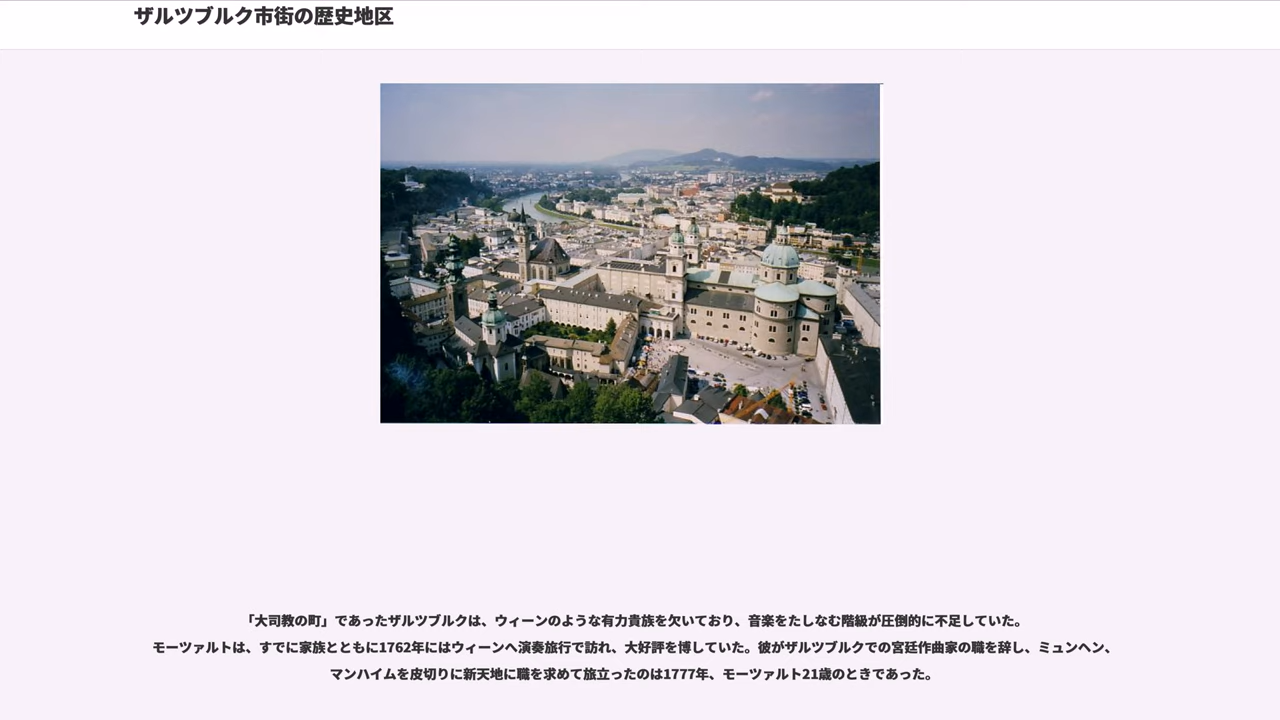 ザルツブルク市街の歴史地区
「大司教の町」であったザルツブルクは、ウィーンのような有力貴族を欠いており、音楽をたしなむ階級が圧倒的に不足していた。
モーツァルトは、すでに家族とともに1762年にはウィーンへ演奏旅行で訪れ、大好評を博していた。彼がザルツブルクでの宮廷作曲家の職を辞し、ミュンヘン、
マンハイムを皮切りに新天地に職を求めて旅立ったのは1777年、モーツァルト21歳のときであった。